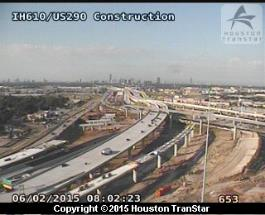 IH610/US290 Construction
HOUSTON
TRANSTAR
06/02/2015 08:02:23
653
Copyright ©2015 Houston TranStar